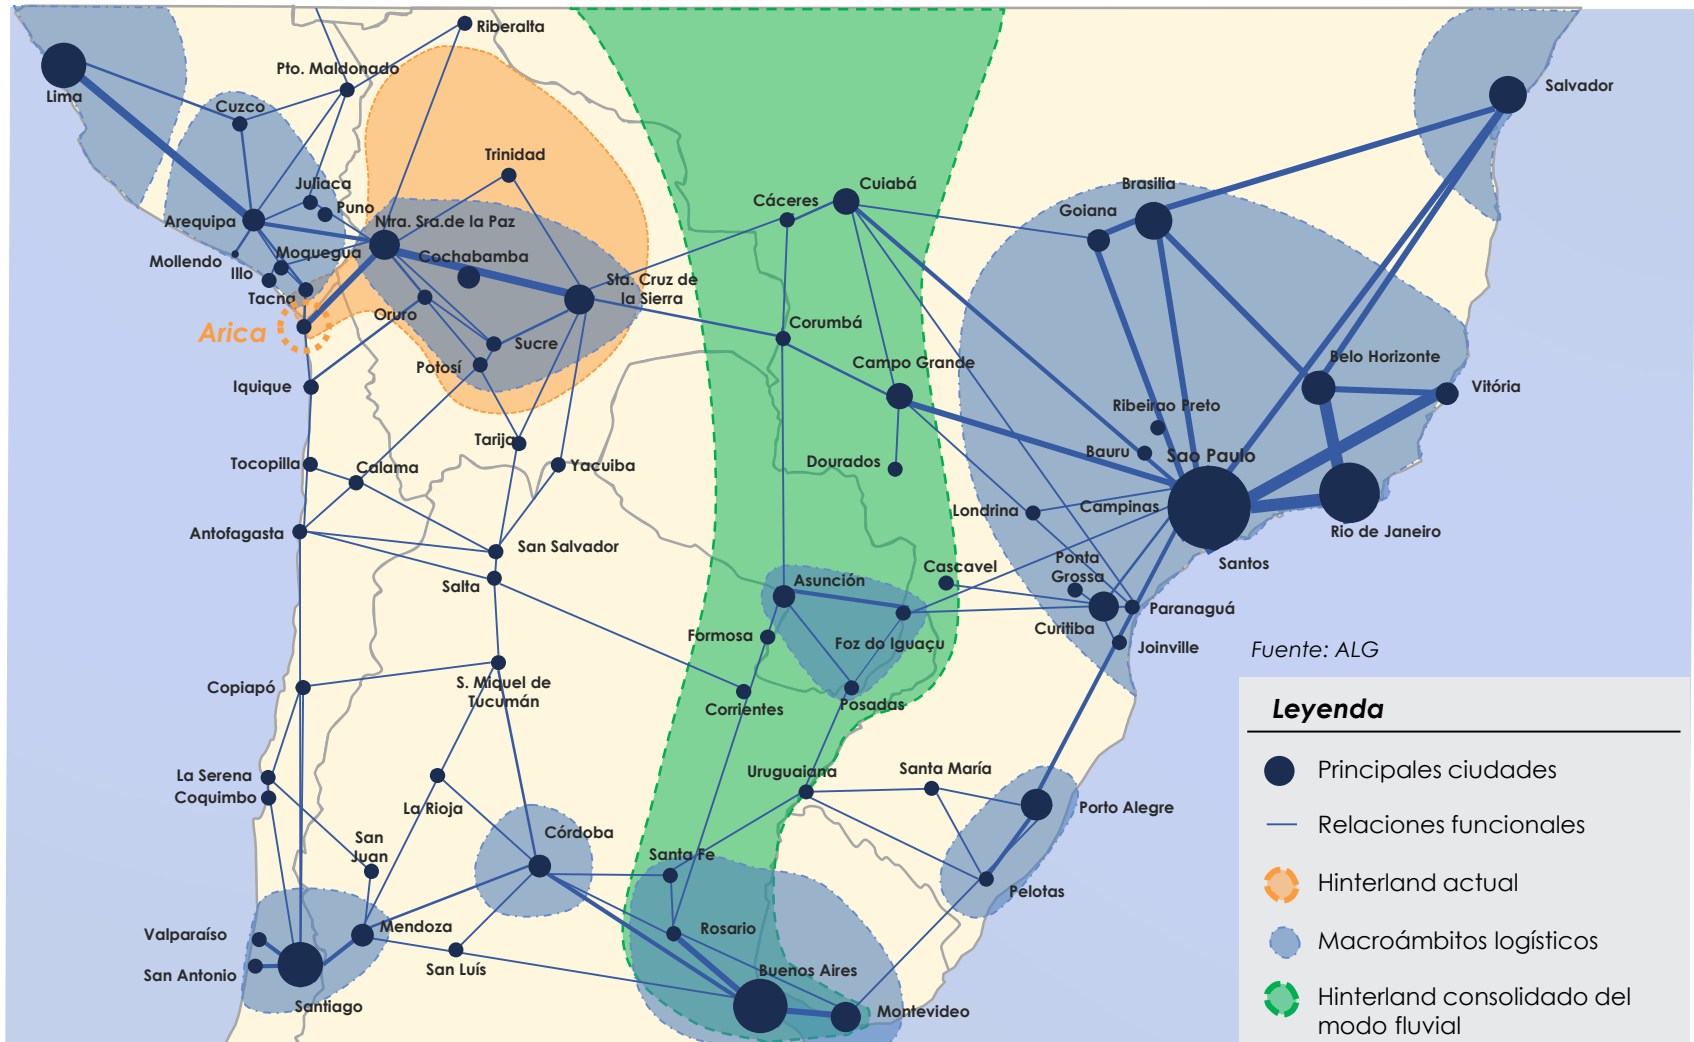 Riberalta
Pto. Maldonado
Lima
Cuzco
Salvador
Trinidad
Juliaca
Puno
Cuiabá
Cáceres
Brasilia
Goiana
Arequipa
Ntra. Sra.de la Paz
Mollendo
Moquegua
Illo
Cochabamba
Tacna
Sta. Cruz de
la Sierra
Oruro
Arica
Corumbá
Sucre
Potosí
Campo Grande
Belo Horizonte
Vitória
Iquique
Ribeirao Preto
Tarija
Bauru
Sao Paulo
Tocopilla
Calama
Yacuiba
Dourados
Londrina
Campinas
Rio de Janeiro
Antofagasta
San Salvador
Santos
Ponta
Grossa
Cascavel
Asunción
Salta
Paranaguá
Curitiba
Formosa
Foz do Iguaçu
Joinville
Fuente: ALG
Copiapó
S. Miquel de
Tucumán
Corrientes
Posadas
Leyenda
La Serena
Coquimbo
Uruguaiana
Santa María
Principales ciudades
La Rioja
Porto Alegre
Relaciones funcionales
San
Juan
Córdoba
Santa Fe
Hinterland actual
Pelotas
Valparaíso
Mendoza
Rosario
Macroámbitos logísticos
San Antonio
San Luís
Buenos Aires
Santiago
Montevideo
Hinterland consolidado del
modo fluvial